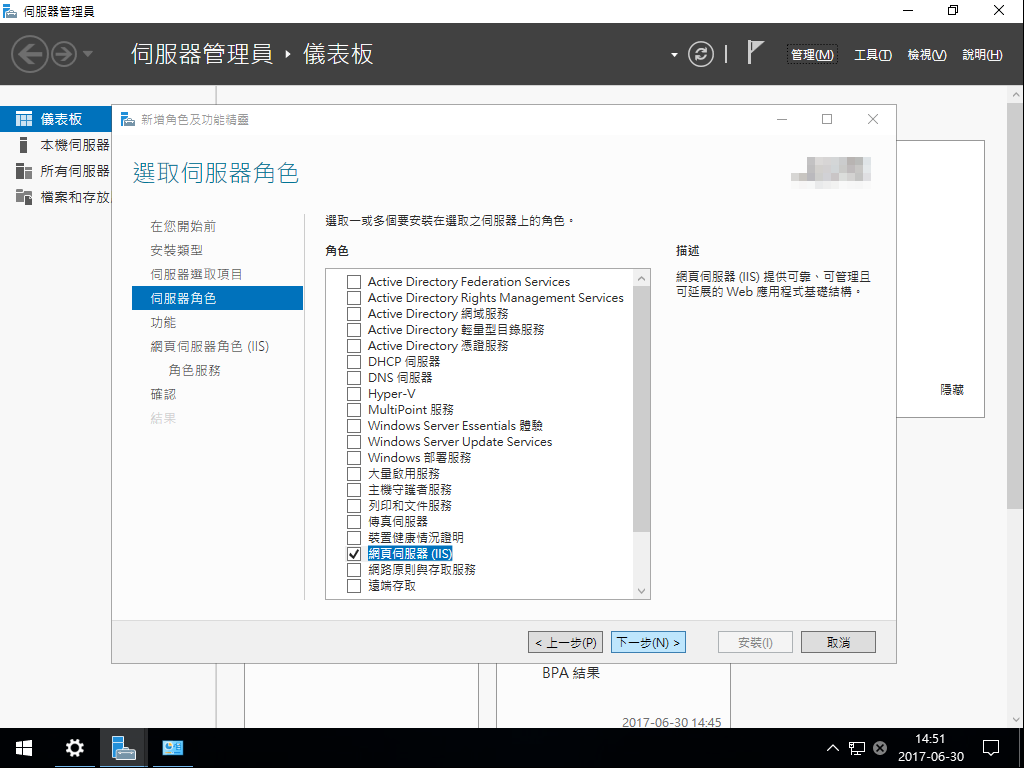 伺服器管理員
伺服器管理員 ‣ 儀表板
管理(M)
工具(T)
檢視(V)
說明(H)
儀表板
本機伺服器
所有伺服器
檔案和存放
新增角色及功能精靈
選取伺服器角色
在您開始前
安裝類型
伺服器選取項目
伺服器角色
功能
網頁伺服器角色 (IIS)
角色服務
確認
結果
選取一或多個要安裝在選取之伺服器上的角色。
角色
Active Directory Federation Services
Active Directory Rights Management Services
Active Directory 網域服務
Active Directory 輕量型目錄服務
Active Directory 憑證服務
DHCP 伺服器
DNS 伺服器
Hyper-V
MultiPoint 服務
Windows Server Essentials 體驗
Windows Server Update Services
Windows 部署服務
大量啟用服務
主機守護者服務
列印和文件服務
傳真伺服器
裝置健康情況證明
網頁伺服器 (IIS)
網路原則與存取服務
遠端存取
描述
網頁伺服器 (IIS) 提供可靠、可管理且
可延展的 Web 應用程式基礎結構。
隱藏
< 上一步(P)
下一步(N) >
安裝(I)
取消
BPA 結果
2017-06-30 14:45
14:51
2017-06-30